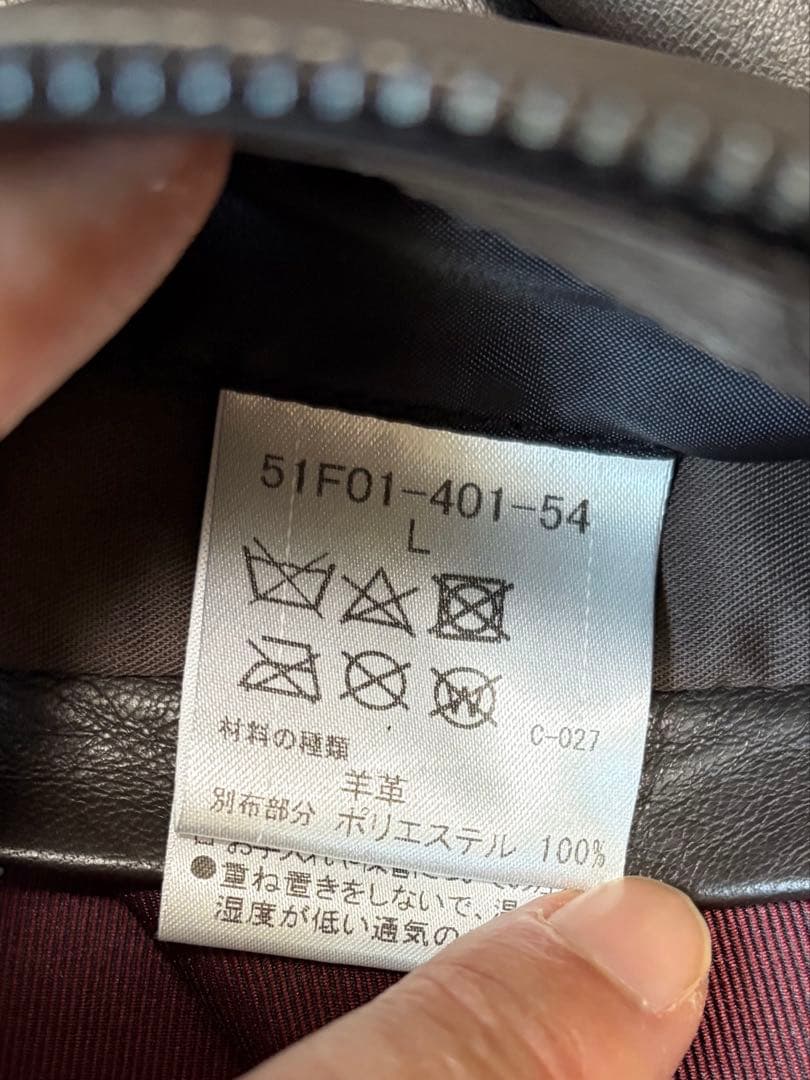 51F01-401-54
L
W
材料の種類
C-027
羊革
別布部分 ポリエステル 100%
●重ね置きをしないで、
湿度が低い通気の